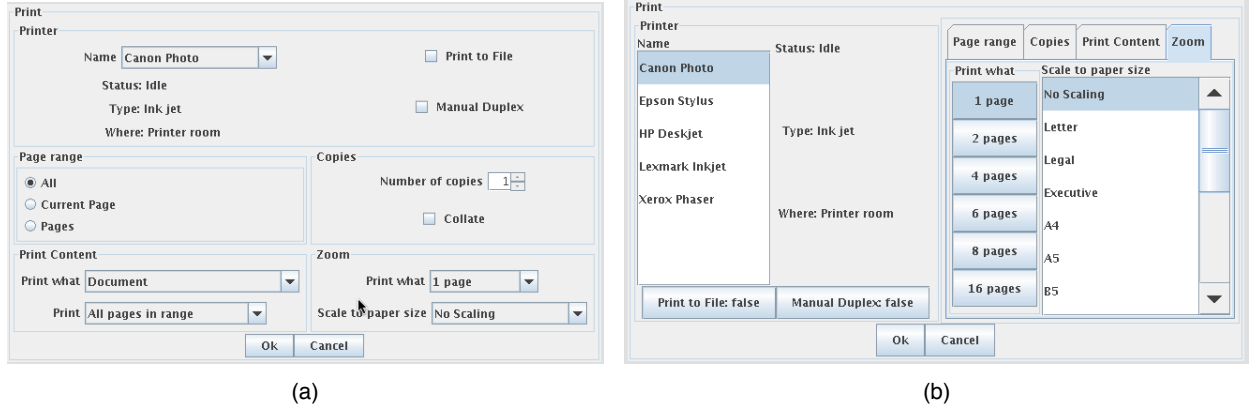 Print
Printer
Name Canon Photo
Print to File
Status: Idle
Type: Ink jet
Manual Duplex
Where: Printer room
Page range
All
Current Page
Pages
Copies
Number of copies 1
Collate
Print Content
Print what Document
Print All pages in range
Zoom
Print what 1 page
Scale to paper size No Scaling
Ok Cancel
(a)
Print
Printer
Name
Canon Photo
Epson Stylus
HP Deskjet
Lexmark Inkjet
Xerox Phaser
Status: Idle
Type: Ink jet
Where: Printer room
Print to File: false Manual Duplex: false
Page range Copies Print Content Zoom
Print what
1 page
2 pages
4 pages
6 pages
8 pages
16 pages
Scale to paper size
No Scaling
Letter
Legal
Executive
A4
A5
B5
Ok Cancel
(b)